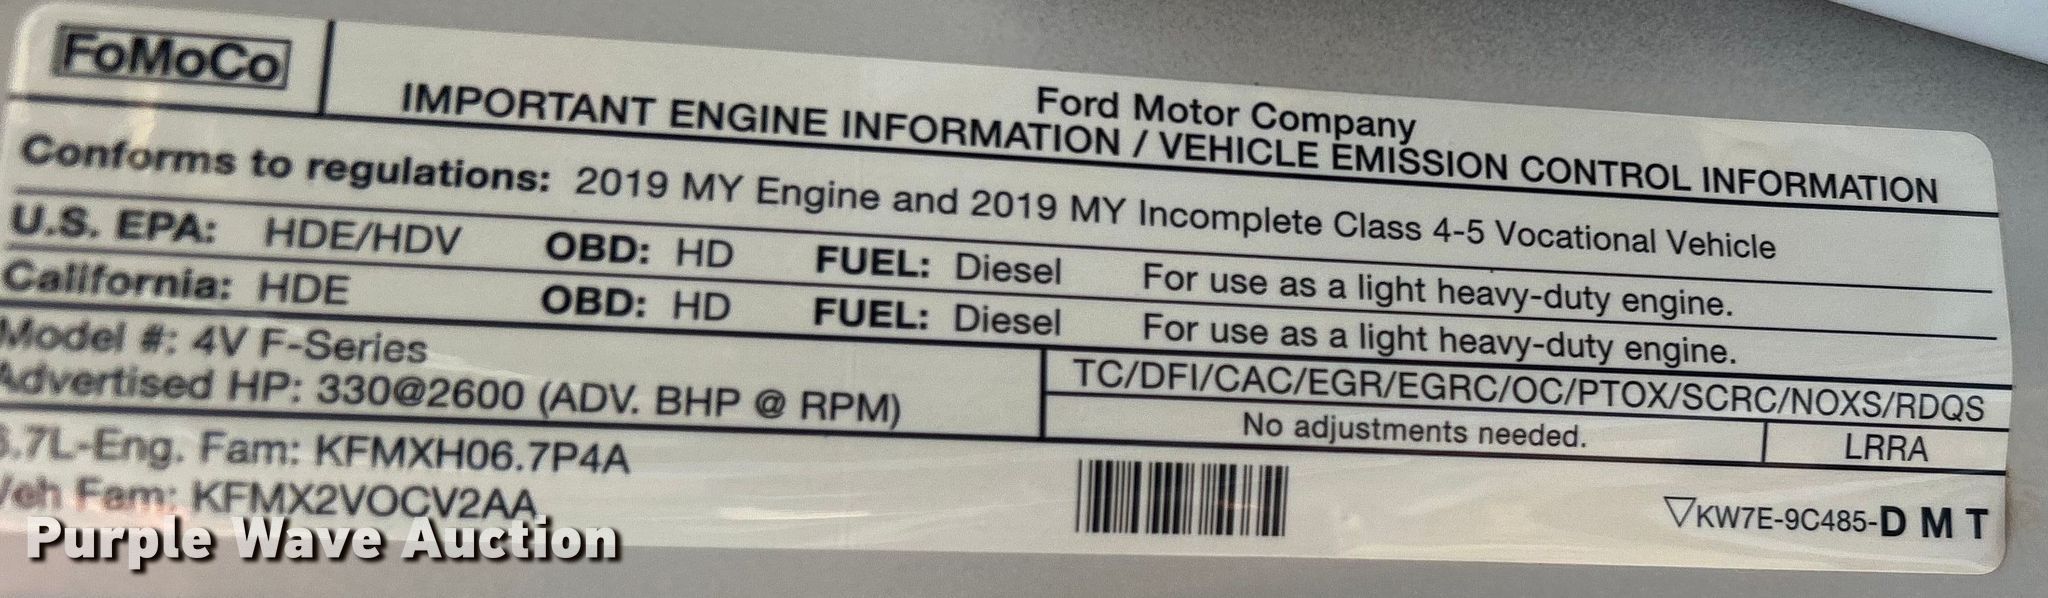 FoMoCo
Ford Motor Company
IMPORTANT ENGINE INFORMATION / VEHICLE EMISSION CONTROL INFORMATION
Conforms to regulations: 2019 MY Engine and 2019 MY Incomplete Class 4-5 Vocational Vehicle
U.S. EPA: HDE/HDV OBD: HD FUEL: Diesel For use as a light heavy-duty engine.
California: HDE OBD: HD FUEL: Diesel For use as a light heavy-duty engine.
Model #: 4V F-Series
Advertised HP: 330@2600 (ADV. BHP @ RPM)
TC/DFI/CAC/EGR/EGRC/OC/PTOX/SCRC/NOXS/RDQS
No adjustments needed. LRRA
6.7L-Eng. Fam: KFMXH06.7P4A
Veh Fam: KFMX2VOCV2AA
▽KW7E-9C485-D M T
Purple Wave Auction